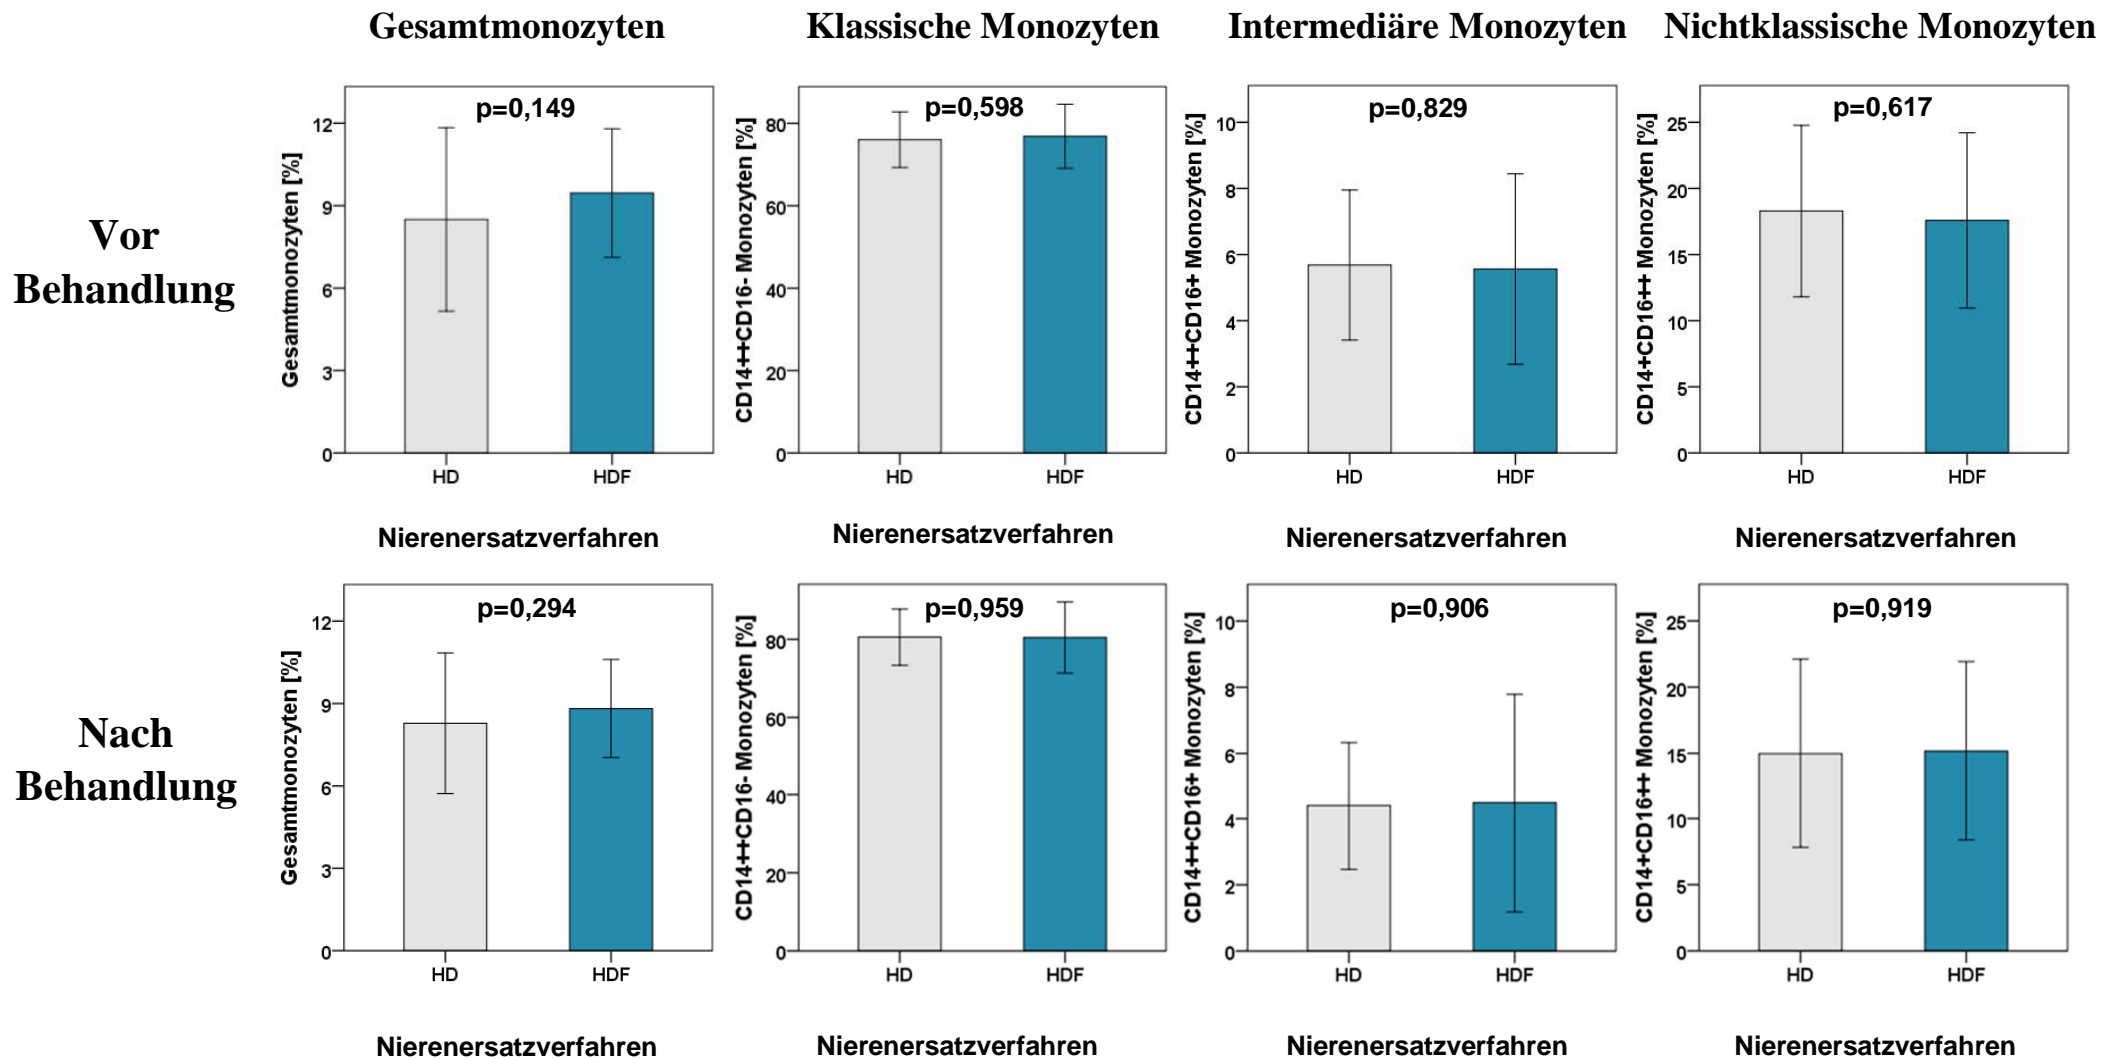 Gesamtmonozyten
Klassische Monozyten
Intermediäre Monozyten
Nichtklassische Monozyten
Vor
Behandlung
Gesamtmonozyten [%]
12
9
6
3
0
p=0,149
HD
HDF
Nierenersatzverfahren
CD14++CD16- Monozyten [%]
80
60
40
20
0
p=0,598
HD
HDF
Nierenersatzverfahren
CD14++CD16+ Monozyten [%]
10
8
6
4
2
0
p=0,829
HD
HDF
Nierenersatzverfahren
CD14+CD16++ Monozyten [%]
25
20
15
10
5
0
p=0,617
HD
HDF
Nierenersatzverfahren
Nach
Behandlung
Gesamtmonozyten [%]
12
9
6
3
0
p=0,294
HD
HDF
Nierenersatzverfahren
CD14++CD16- Monozyten [%]
80
60
40
20
0
p=0,959
HD
HDF
Nierenersatzverfahren
CD14++CD16+ Monozyten [%]
10
8
6
4
2
0
p=0,906
HD
HDF
Nierenersatzverfahren
CD14+CD16++ Monozyten [%]
25
20
15
10
5
0
p=0,919
HD
HDF
Nierenersatzverfahren